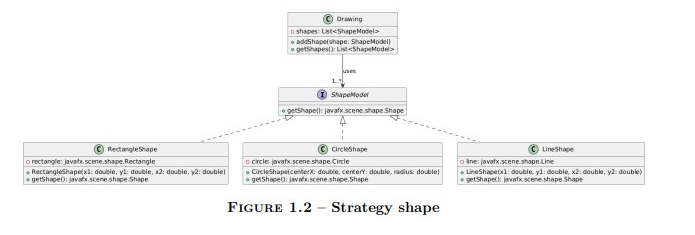 C Drawing
shapes: List<ShapeModel>
addShape(shape: ShapeModel)
getShapes(): List<ShapeModel>
uses
1..*
I ShapeModel
getShape(): javafx.scene.shape.Shape
C RectangleShape
rectangle: javafx.scene.shape.Rectangle
RectangleShape(x1: double, y1: double, x2: double, y2: double)
getShape(): javafx.scene.shape.Shape
C CircleShape
circle: javafx.scene.shape.Circle
CircleShape(centerX: double, centerY: double, radius: double)
getShape(): javafx.scene.shape.Shape
C LineShape
line: javafx.scene.shape.Line
LineShape(x1: double, y1: double, x2: double, y2: double)
getShape(): javafx.scene.shape.Shape
FIGURE 1.2 – Strategy shape